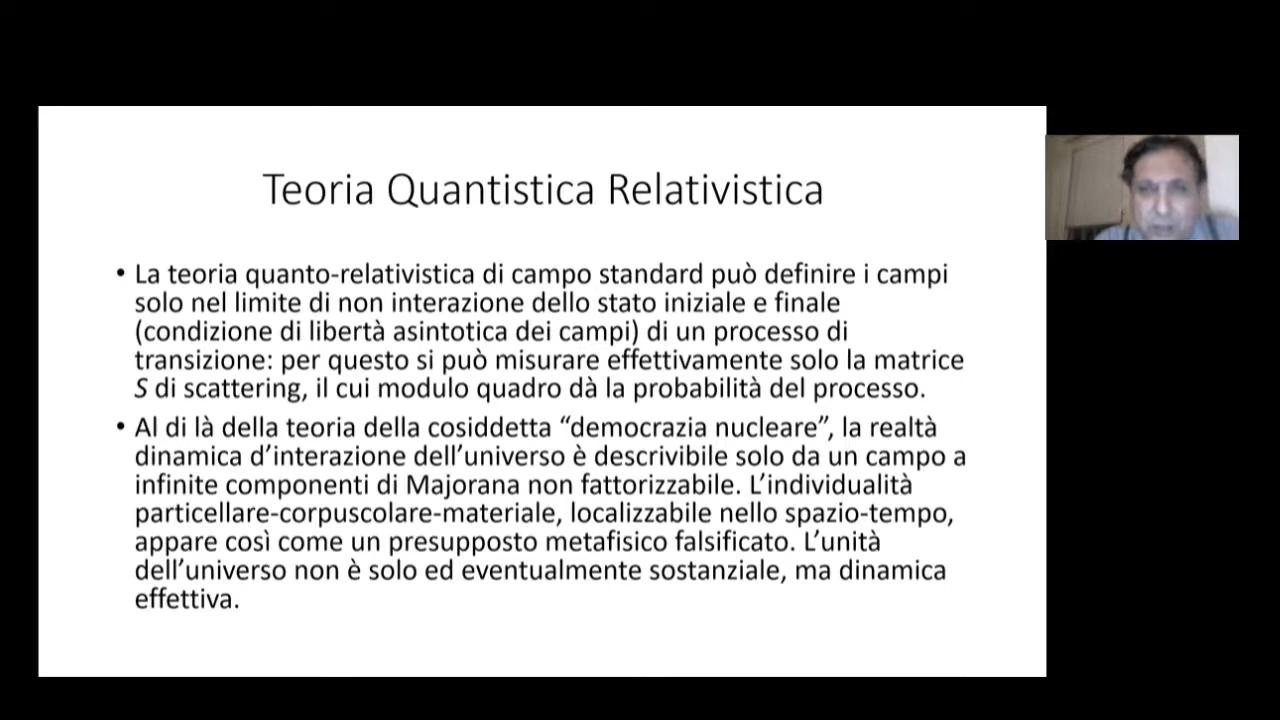 Teoria Quantistica Relativistica
• La teoria quanto-relativistica di campo standard può definire i campi
solo nel limite di non interazione dello stato iniziale e finale
(condizione di libertà asintotica dei campi) di un processo di
transizione: per questo si può misurare effettivamente solo la matrice
S di scattering, il cui modulo quadro dà la probabilità del processo.
• Al di là della teoria della cosiddetta “democrazia nucleare”, la realtà
dinamica d’interazione dell’universo è descrivibile solo da un campo a
infinite componenti di Majorana non fattorizzabile. L’individualità
particellare-corpuscolare-materiale, localizzabile nello spazio-tempo,
appare così come un presupposto metafisico falsificato. L’unità
dell’universo non è solo ed eventualmente sostanziale, ma dinamica
effettiva.